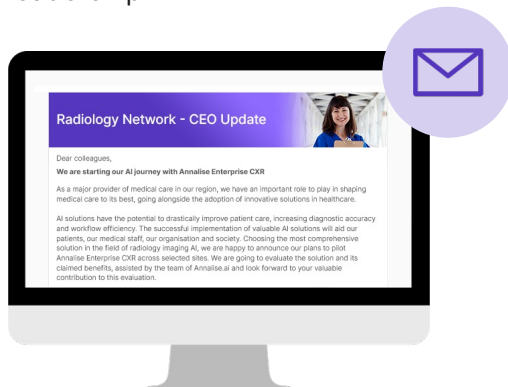 Radiology Network - CEO Update
Dear colleagues,
We are starting our AI journey with Annalise Enterprise CXR
As a major provider of medical care in our region, we have an important role to play in shaping
medical care to its best, going alongside the adoption of innovative solutions in healthcare.
AI solutions have the potential to drastically improve patient care, increasing diagnostic accuracy
and workflow efficiency. The successful implementation of valuable AI solutions will aid our
patients, our medical staff, our organisation and society. Choosing the most comprehensive
solution in the field of radiology imaging AI, we are happy to announce our plans to pilot
Annalise Enterprise CXR across selected sites. We are going to evaluate the solution and its
claimed benefits, assisted by the team of Annalise.ai and look forward to your valuable
contribution to this evaluation.